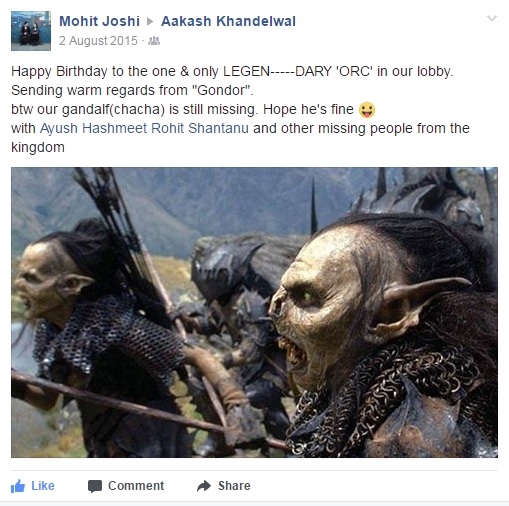 Mohit Joshi ▸ Aakash Khandelwal
2 August 2015 ·
Happy Birthday to the one & only LEGEN-----DARY 'ORC' in our lobby.
Sending warm regards from "Gondor".
btw our gandalf(chacha) is still missing. Hope he's fine 😛
with Ayush Hashmeet Rohit Shantanu and other missing people from the
kingdom
Like Comment Share